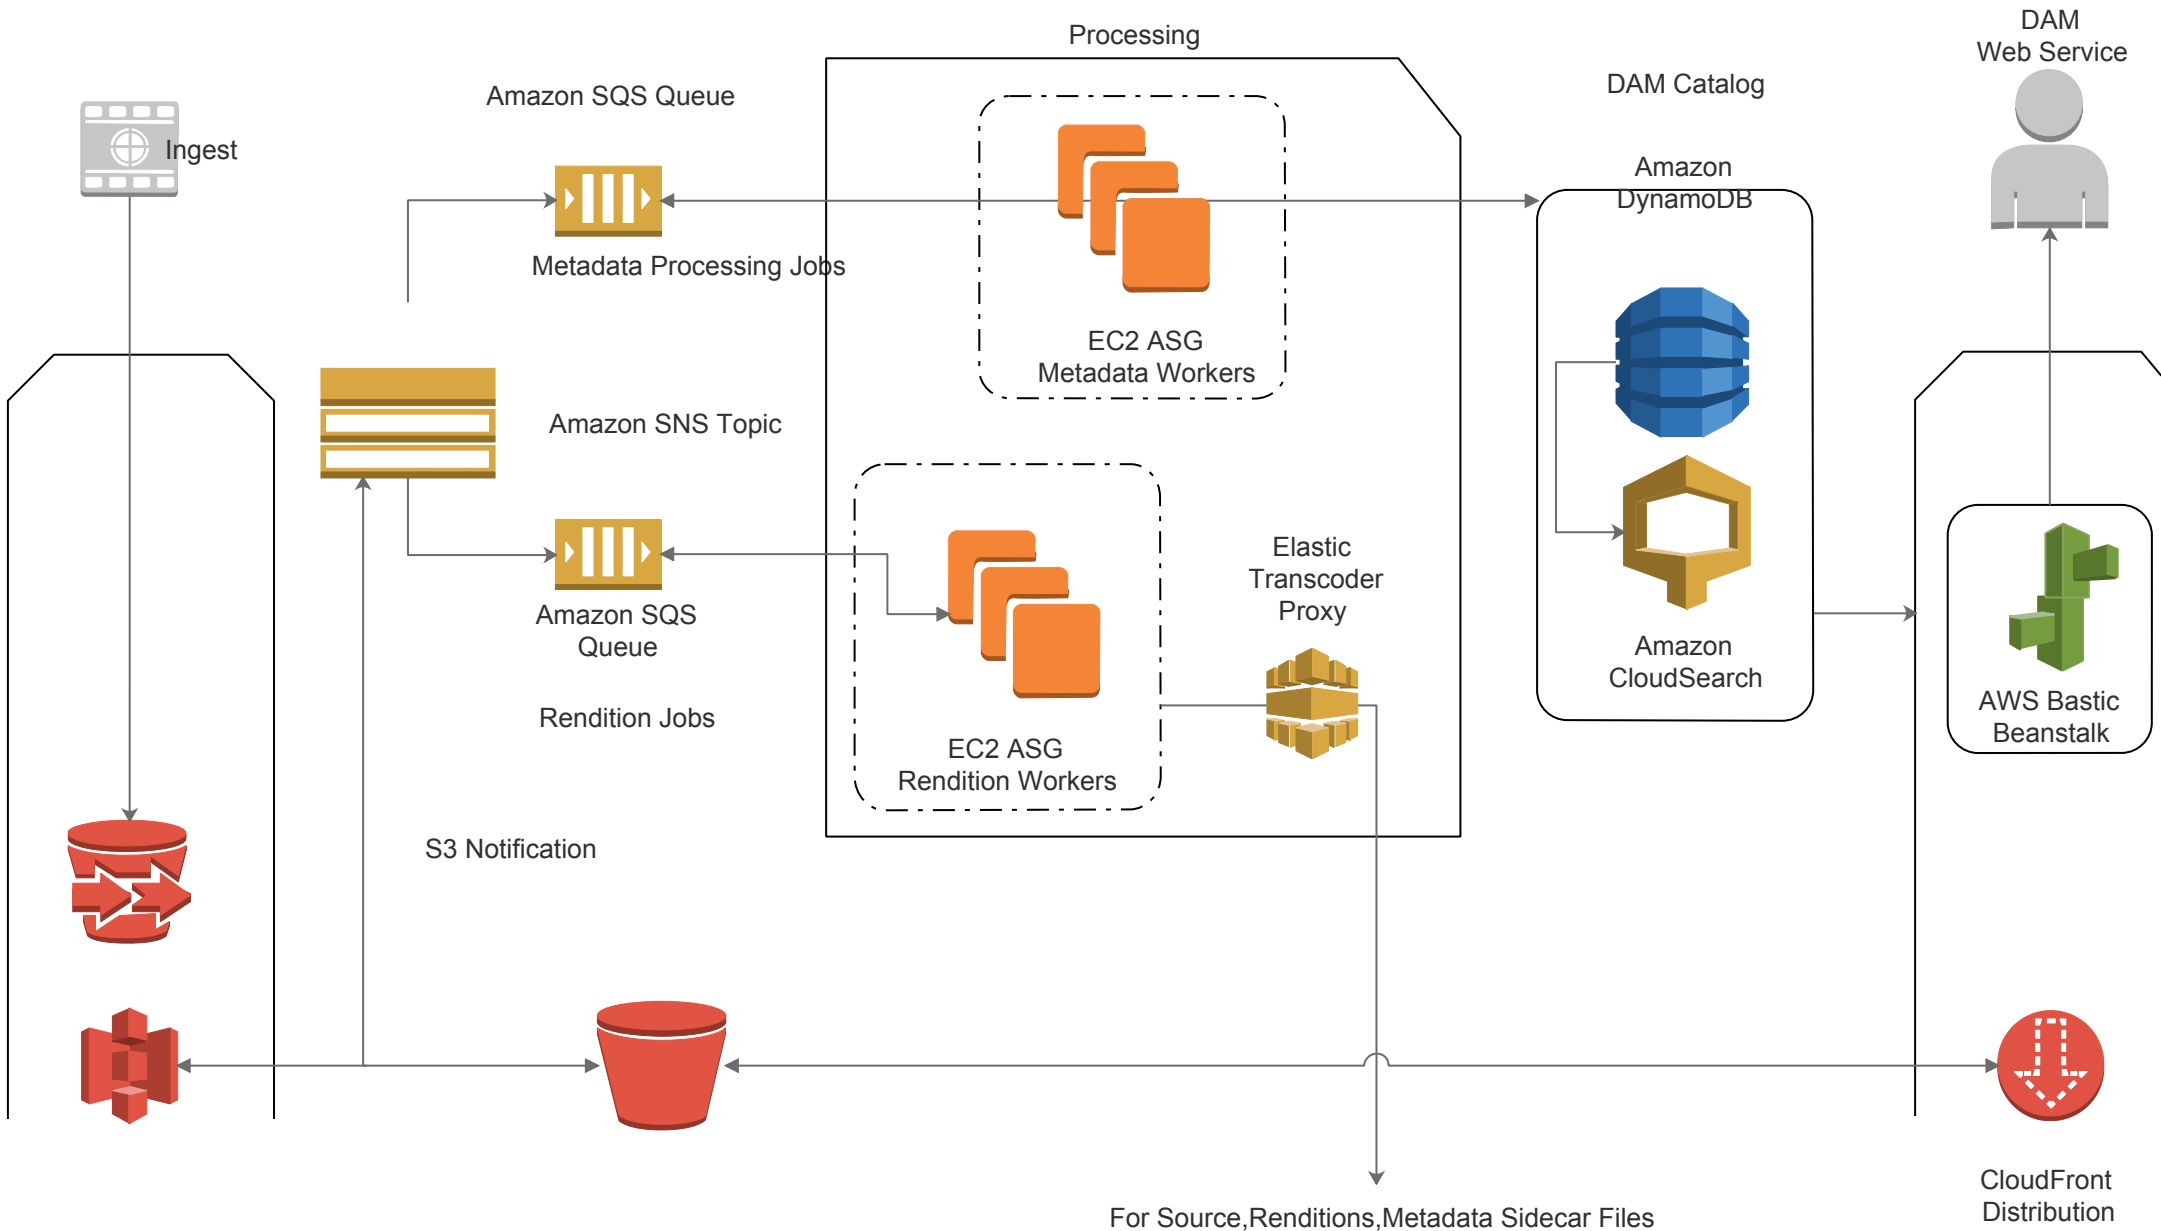 Processing
DAM
Web Service
Amazon SQS Queue
DAM Catalog
Ingest
Amazon
DynamoDB
Metadata Processing Jobs
EC2 ASG
Metadata Workers
Amazon SNS Topic
Elastic
Transcoder
Proxy
Amazon SQS
Queue
Amazon
CloudSearch
Rendition Jobs
AWS Bastic
Beanstalk
EC2 ASG
Rendition Workers
S3 Notification
CloudFront
Distribution
For Source,Renditions,Metadata Sidecar Files